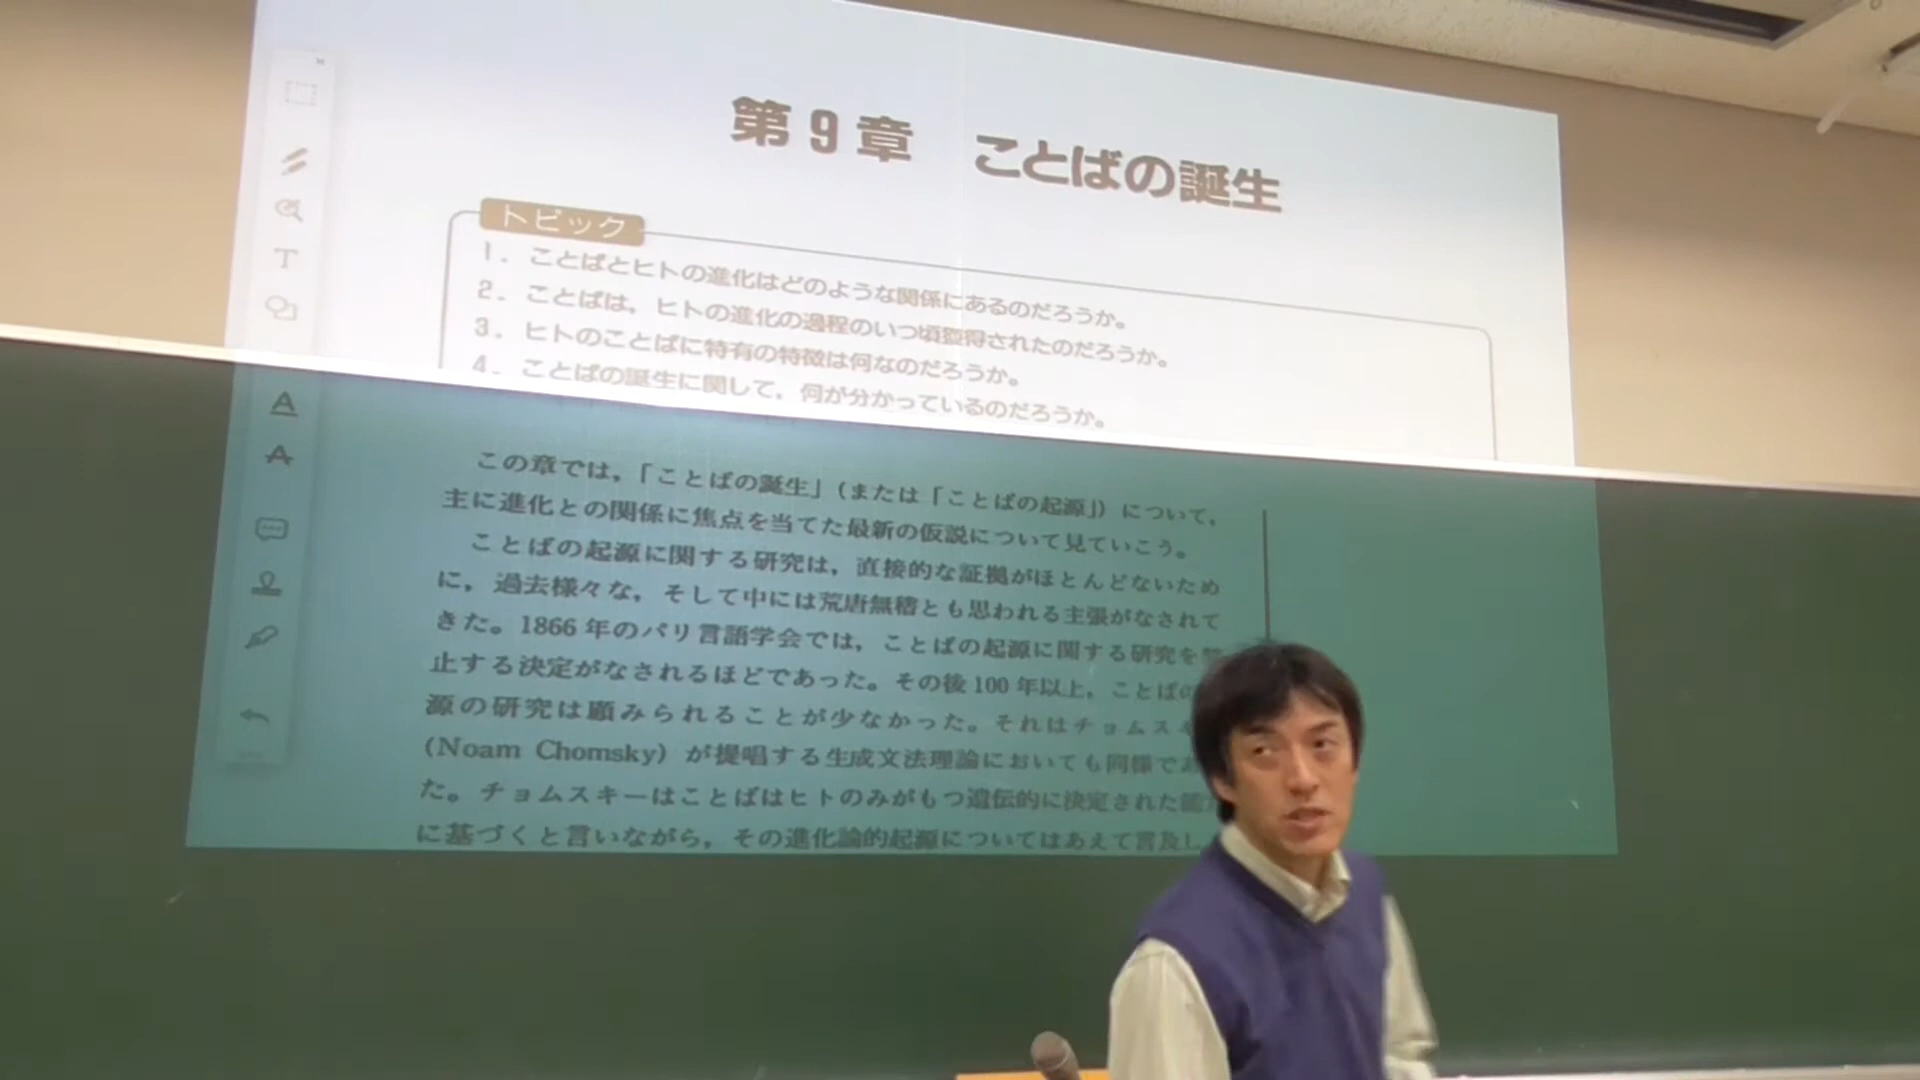 第9章 ことばの誕生
トピック
1. ことばとヒトの進化はどのような関係にあるのだろうか。
2. ことばは，ヒトの進化の過程のいつ頃獲得されたのだろうか。
3. ヒトのことばに特有の特徴は何なのだろうか。
4. ことばの誕生に関して，何が分かっているのだろうか。
この章では，「ことばの誕生」（または「ことばの起源」）について，
主に進化との関係に焦点を当てた最新の仮説について見ていこう。
ことばの起源に関する研究は，直接的な証拠がほとんどないため
に，過去様々な，そして中には荒唐無稽とも思われる主張がなされて
きた。1866年のパリ言語学会では，ことばの起源に関する研究を
止する決定がなされるほどであった。その後100年以上，ことばの
源の研究は顧みられることが少なかった。それはチョムスキ
（Noam Chomsky）が提唱する生成文法理論においても同様であ
た。チョムスキーはことばはヒトのみがもつ遺伝的に決定された能
に基づくと言いながら，その進化論的起源についてはあえて言及し